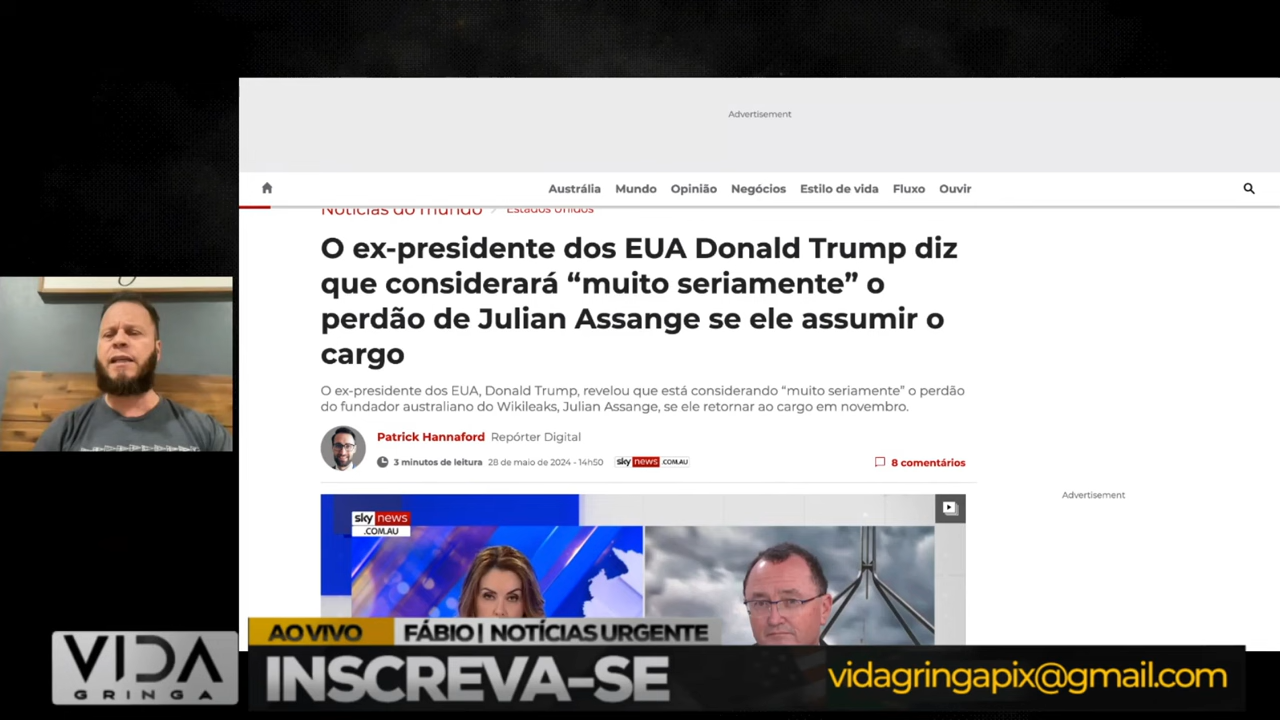 Advertisement
Austrália Mundo Opinião Negócios Estilo de vida Fluxo Ouvir
Notícias do mundo Estados Unidos
O ex-presidente dos EUA Donald Trump diz
que considerará “muito seriamente” o
perdão de Julian Assange se ele assumir o
cargo
O ex-presidente dos EUA, Donald Trump, revelou que está considerando “muito seriamente” o perdão
do fundador australiano do Wikileaks, Julian Assange, se ele retornar ao cargo em novembro.
Patrick Hannaford Repórter Digital
3 minutos de leitura 28 de maio de 2024 - 14h50 sky news .COM.AU
8 comentários
Advertisement
sky news
.COM.AU
AO VIVO FÁBIO | NOTÍCIAS URGENTE
VIDA
GRINGA
INSCREVA-SE
vidagringapix@gmail.com